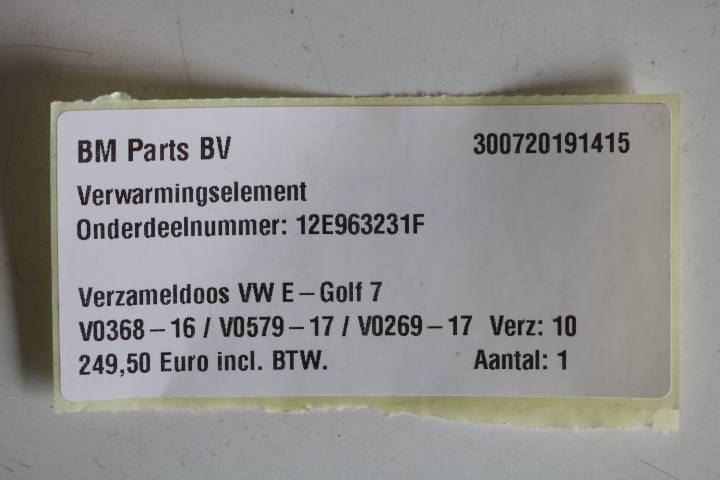 BM Parts BV 300720191415
Verwarmingselement
Onderdeelnummer: 12E963231F
Verzameldoos VW E-Golf 7
V0368-16 / V0579-17 / V0269-17 Verz: 10
249,50 Euro incl. BTW. Aantal: 1